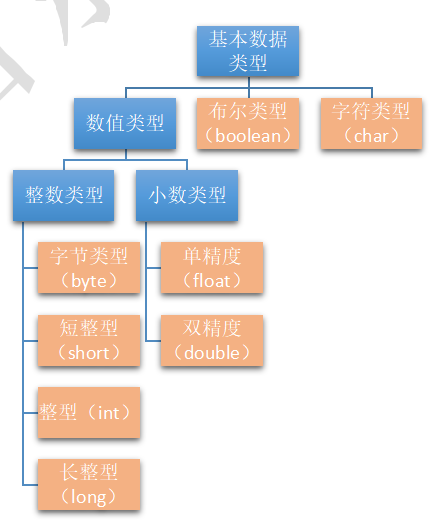 基本数据
类型
数值类型
布尔类型
（boolean）
字符类型
（char）
整数类型
小数类型
字节类型
（byte）
单精度
（float）
短整型
（short）
双精度
（double）
整型（int）
长整型
（long）